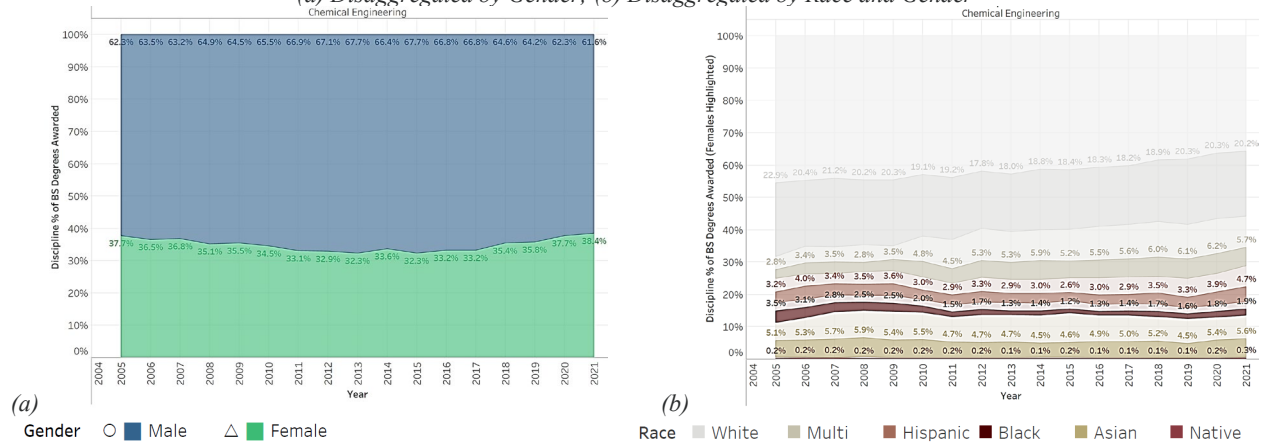 (a) Disaggregated by Gender; (b) Disaggregated by Race and Gender
Chemical Engineering
100%
90%
80%
70%
60%
50%
40%
30%
20%
10%
0%
Discipline % of BS Degrees Awarded
62.3% 63.5% 63.2% 64.9% 64.5% 65.5% 66.9% 67.1% 67.7% 66.4% 67.7% 66.8% 66.8% 64.6% 64.2% 62.3% 61.6%
37.7% 36.5% 36.8% 35.1% 35.5% 34.5% 33.1% 32.9% 32.3% 33.6% 32.3% 33.2% 33.2% 35.4% 35.8% 37.7% 38.4%
2004 2005 2006 2007 2008 2009 2010 2011 2012 2013 2014 2015 2016 2017 2018 2019 2020 2021
Year
(a)
Gender Male Female
Chemical Engineering
100%
90%
80%
70%
60%
50%
40%
30%
20%
10%
0%
Discipline % of BS Degrees Awarded (Females Highlighted)
22.9% 20.4% 21.2% 20.2% 20.3% 19.1% 19.2% 17.8% 18.0% 18.8% 18.4% 18.3% 18.2% 18.9% 20.3% 20.3% 20.2%
2.8% 3.4% 3.5% 2.8% 3.5% 4.8% 4.5% 5.3% 5.3% 5.9% 5.2% 5.5% 5.6% 6.0% 6.1% 6.2% 5.7%
3.2% 4.0% 3.4% 3.5% 3.6% 3.0% 2.9% 3.3% 2.9% 3.0% 2.6% 3.0% 2.9% 3.5% 3.3% 3.9% 4.7%
3.5% 3.1% 2.8% 2.5% 2.5% 2.0% 1.5% 1.7% 1.3% 1.4% 1.2% 1.3% 1.4% 1.7% 1.6% 1.8% 1.9%
5.1% 5.3% 5.7% 5.9% 5.4% 5.5% 4.7% 4.7% 4.7% 4.5% 4.6% 4.9% 5.0% 5.2% 4.5% 5.4% 5.6%
0.2% 0.2% 0.2% 0.2% 0.2% 0.2% 0.2% 0.2% 0.1% 0.1% 0.2% 0.1% 0.1% 0.1% 0.1% 0.2% 0.3%
2004 2005 2006 2007 2008 2009 2010 2011 2012 2013 2014 2015 2016 2017 2018 2019 2020 2021
Year
(b)
Race White Multi Hispanic Black Asian Native